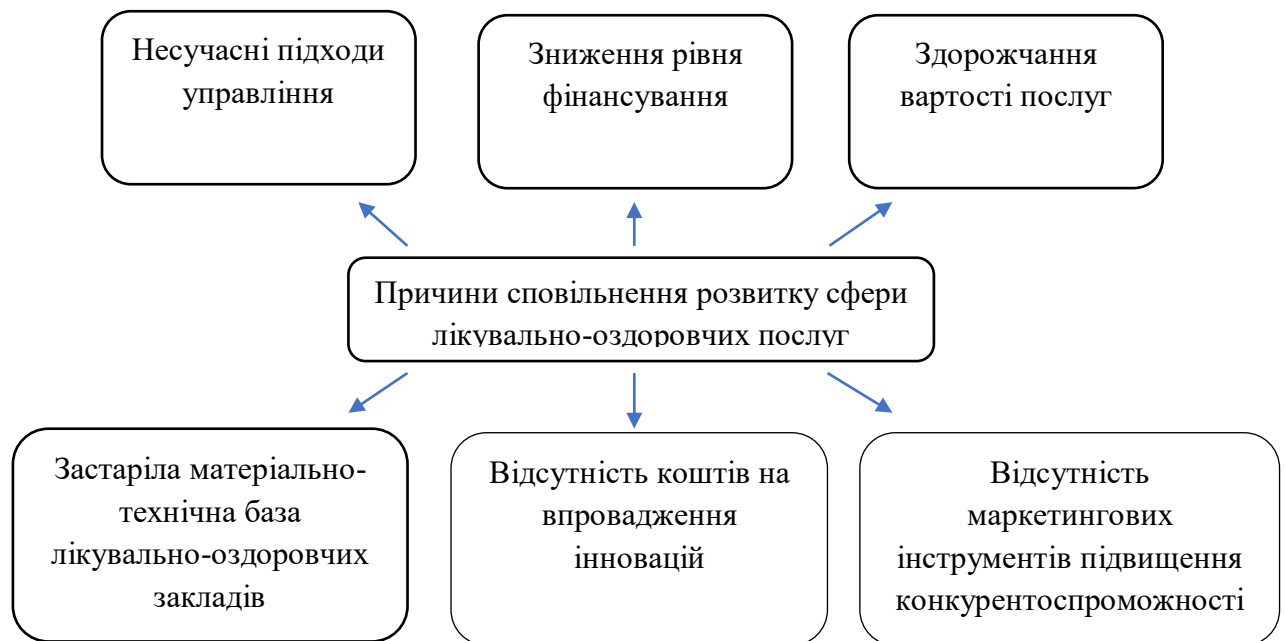 Несучасні підходи
управління
Зниження рівня
фінансування
Здорожчання
вартості послуг
Причини сповільнення розвитку сфери
лікувально-оздоровчих послуг
Застаріла матеріально-
технічна база
лікувально-оздоровчих
закладів
Відсутність коштів на
впровадження
інновацій
Відсутність
маркетингових
інструментів підвищення
конкурентоспроможності